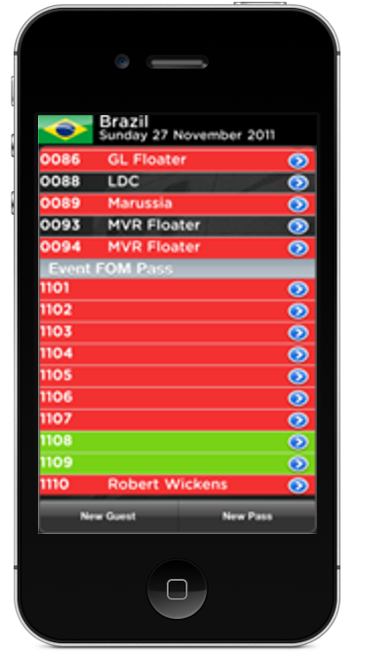 Brazil
Sunday 27 November 2011
0086 GL Floater
0088 LDC
0089 Marussia
0093 MVR Floater
0094 MVR Floater
Event FOM Pass
1101
1102
1103
1104
1105
1106
1107
1108
1109
1110 Robert Wickens
New Guest New Pass